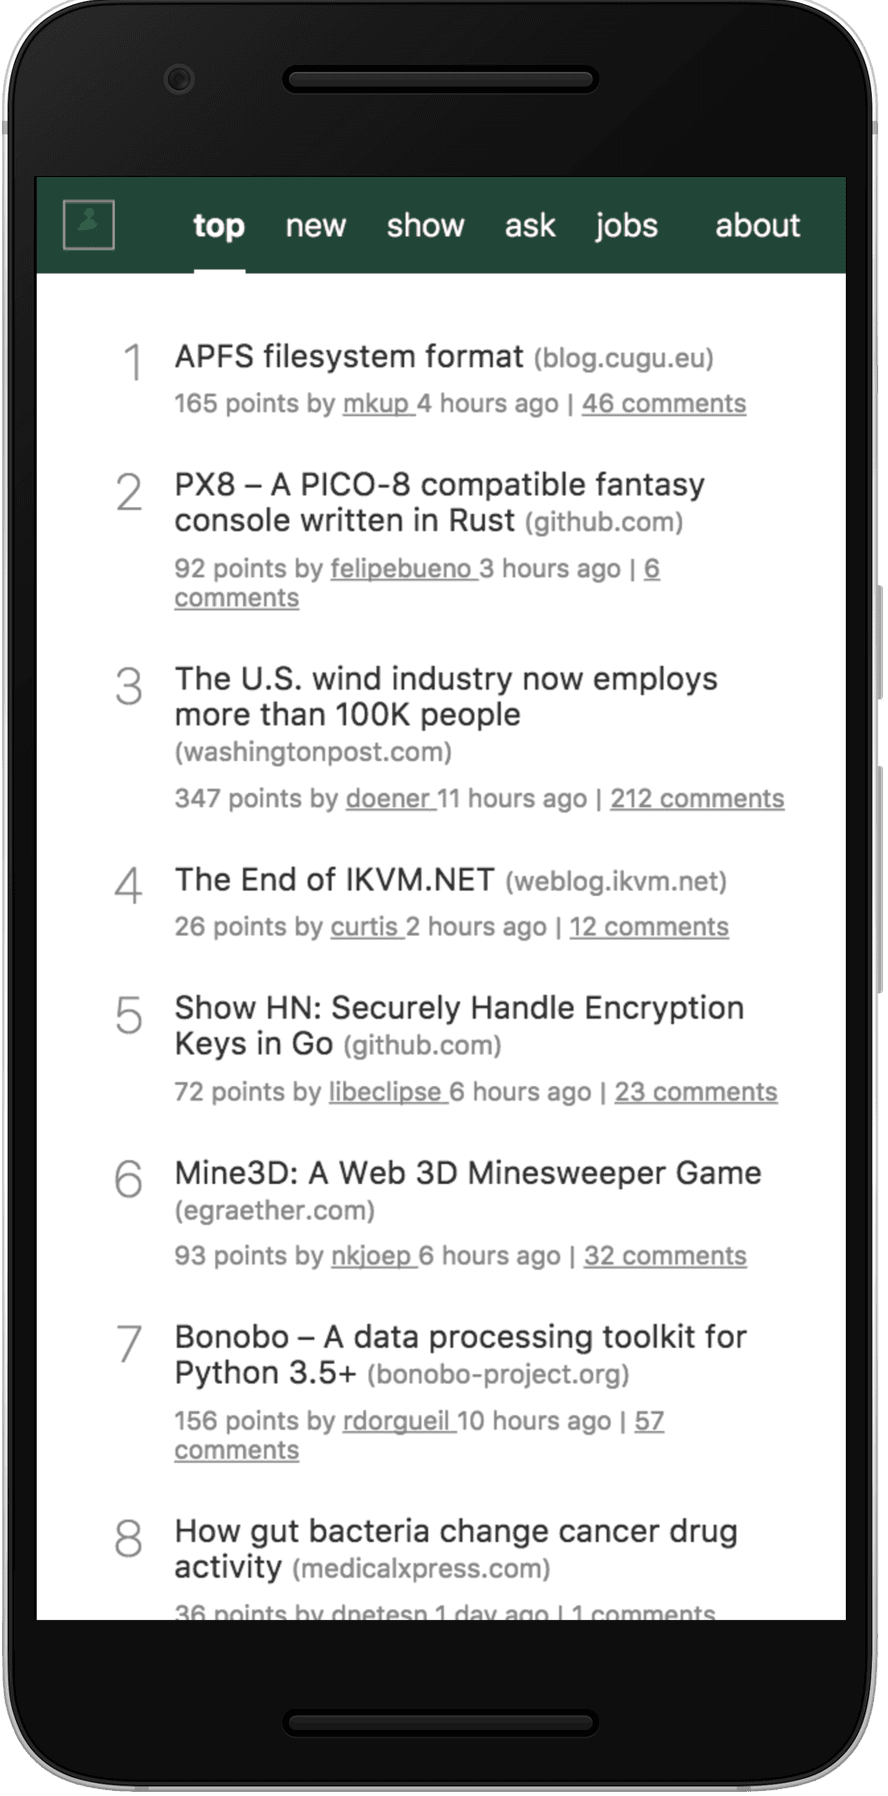 top new show ask jobs about
1 APFS filesystem format (blog.cugu.eu)
165 points by mkup 4 hours ago | 46 comments
2 PX8 – A PICO-8 compatible fantasy
console written in Rust (github.com)
92 points by felipebueno 3 hours ago | 6
comments
3 The U.S. wind industry now employs
more than 100K people
(washingtonpost.com)
347 points by doener 11 hours ago | 212 comments
4 The End of IKVM.NET (weblog.ikvm.net)
26 points by curtis 2 hours ago | 12 comments
5 Show HN: Securely Handle Encryption
Keys in Go (github.com)
72 points by libeclipse 6 hours ago | 23 comments
6 Mine3D: A Web 3D Minesweeper Game
(egraether.com)
93 points by nkjoep 6 hours ago | 32 comments
7 Bonobo – A data processing toolkit for
Python 3.5+ (bonobo-project.org)
156 points by rdorgueil 10 hours ago | 57
comments
8 How gut bacteria change cancer drug
activity (medicalxpress.com)
36 points by dnetesn 1 day ago | 1 comments